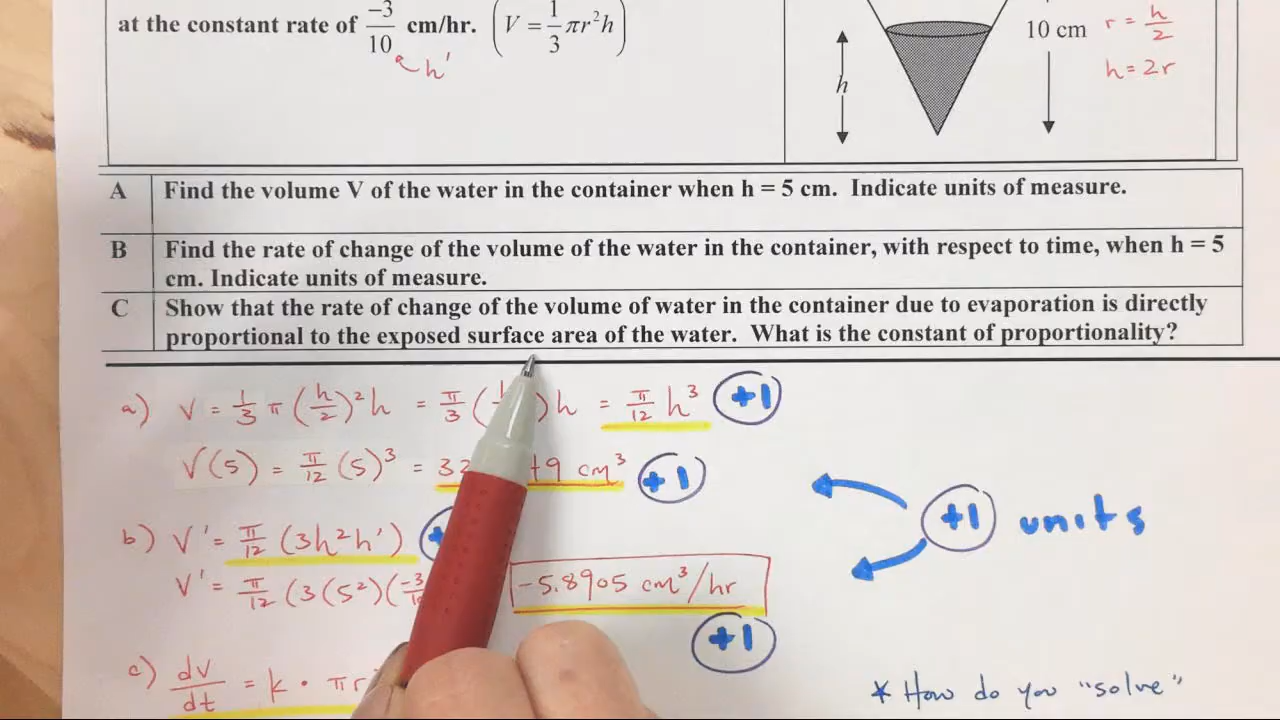 at the constant rate of -3/10 cm/hr. (V = 1/3 πr²h)
h'
h
10 cm
r = h/2
h = 2r
A Find the volume V of the water in the container when h = 5 cm. Indicate units of measure.
B Find the rate of change of the volume of the water in the container, with respect to time, when h = 5
cm. Indicate units of measure.
C Show that the rate of change of the volume of water in the container due to evaporation is directly
proportional to the exposed surface area of the water. What is the constant of proportionality?
a) V = 1/3 π (h/2)² h = π/3 ( ) h = π/12 h³ +1
V(5) = π/12 (5)³ = 32 49 cm³ +1
+1 units
b) V' = π/12 (3h²h')
V' = π/12 (3(5²)(-3/ -5.8905 cm³/hr
+1
c) dV/dt = k · πr
* How do you "solve"